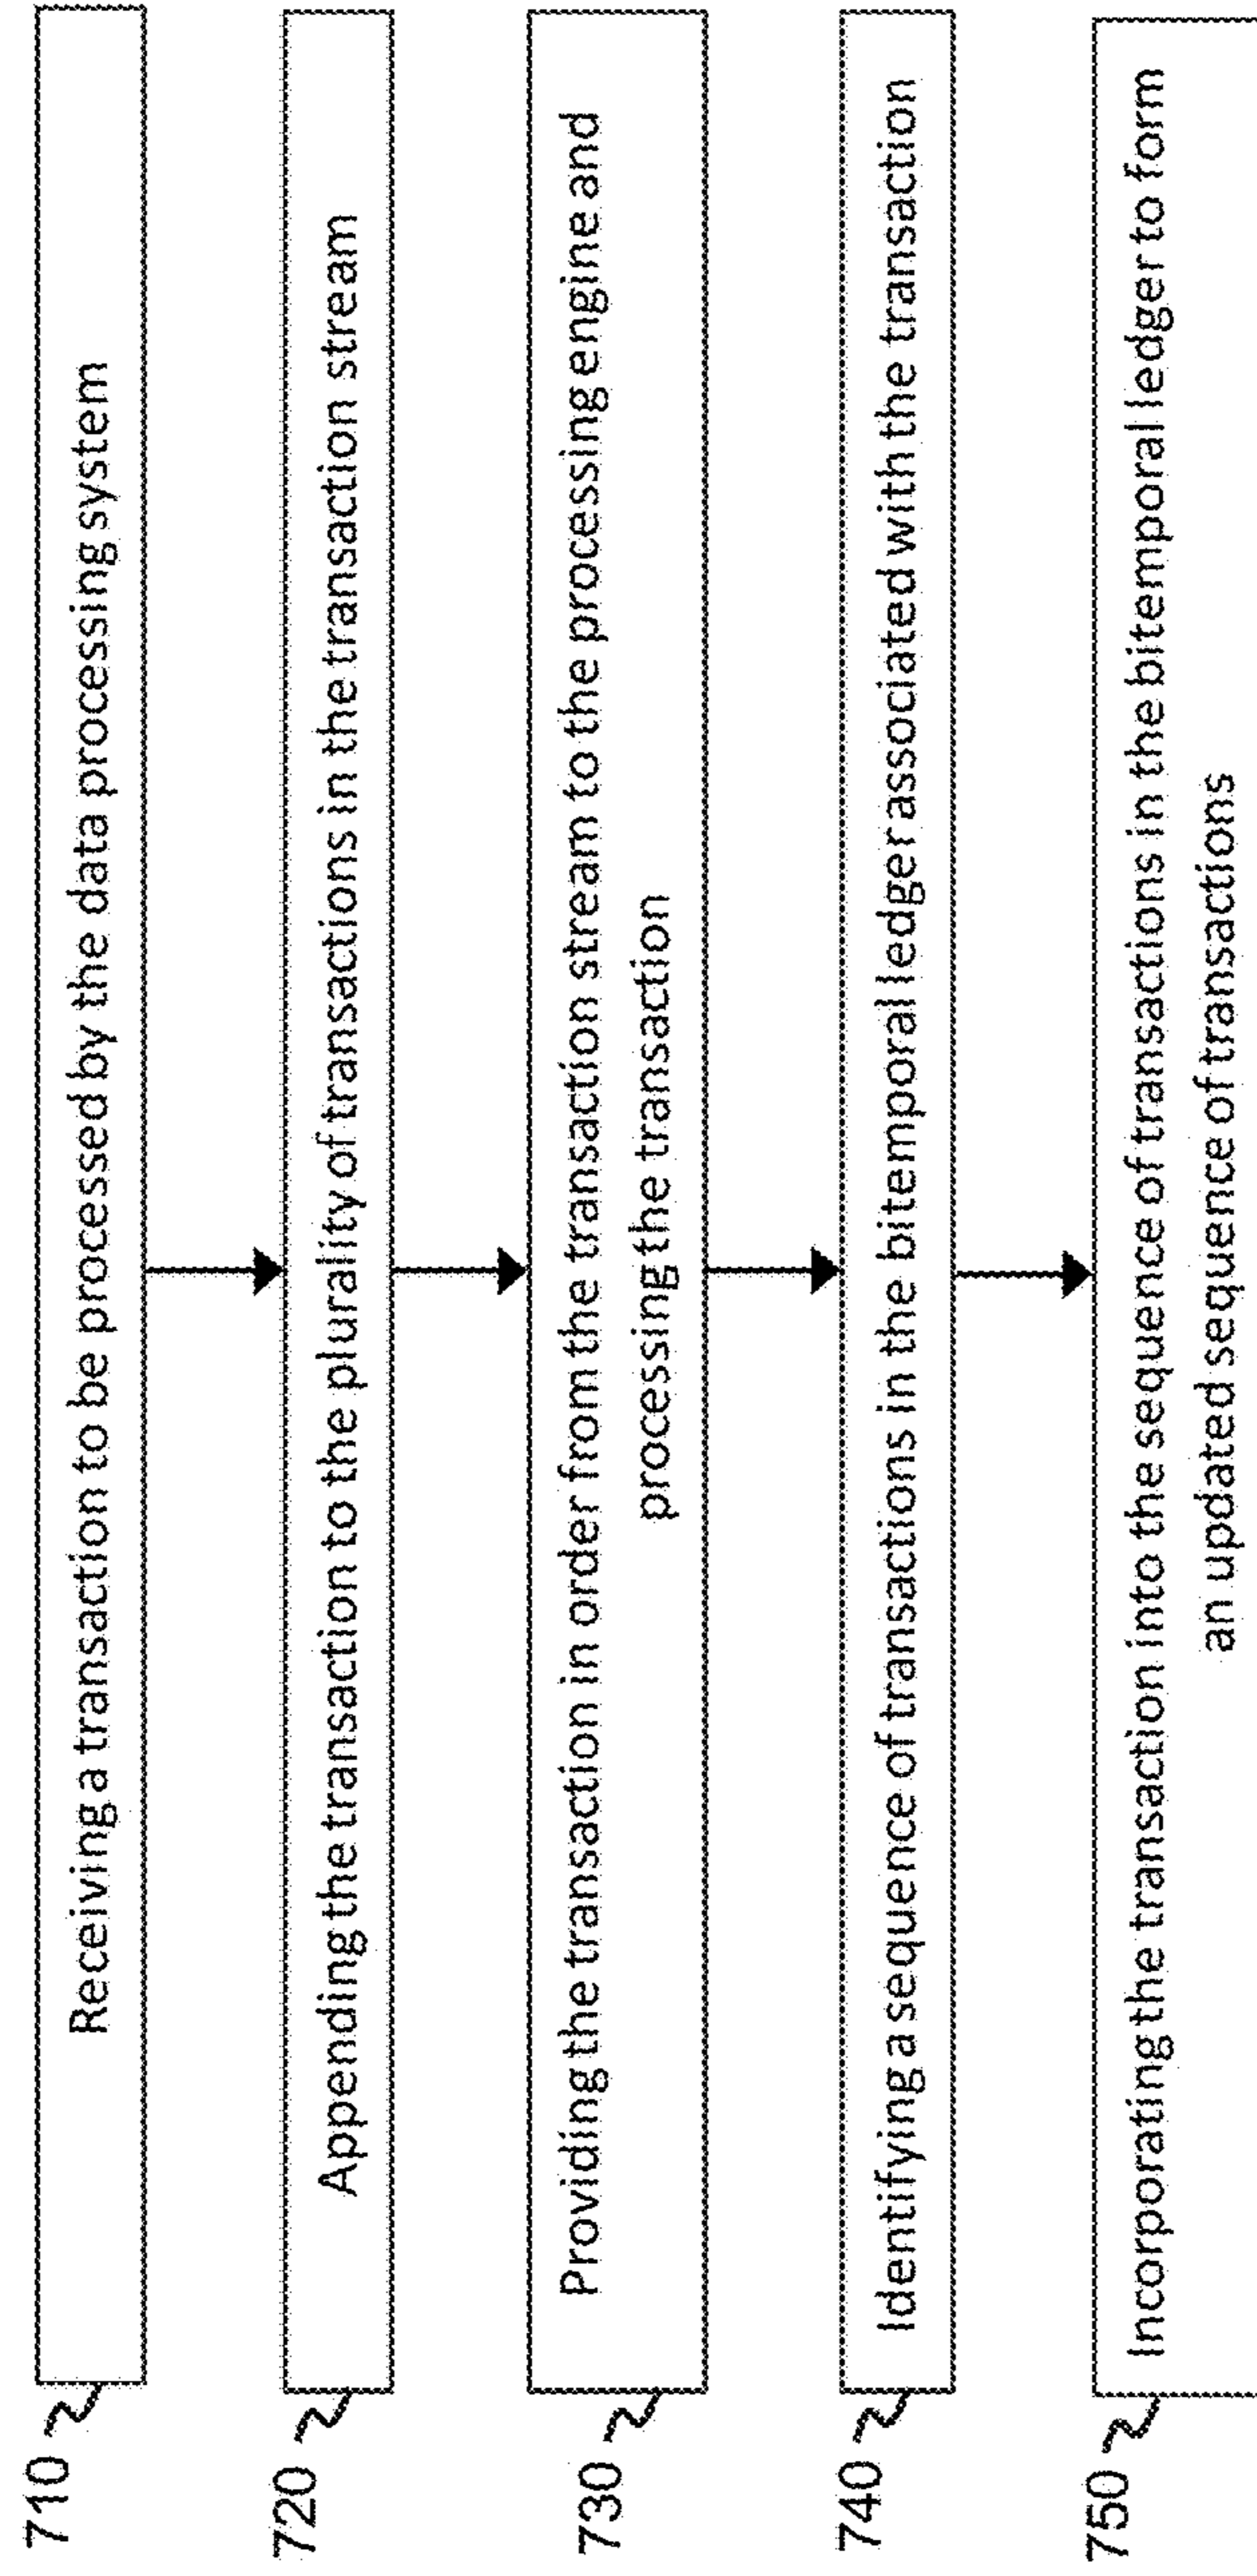 710
Receiving a transaction to be processed by the data processing system
720
Appending the transaction to the plurality of transactions in the transaction stream
730
Providing the transaction in order from the transaction stream to the processing engine and
processing the transaction
740
Identifying a sequence of transactions in the bitemporal ledger associated with the transaction
750
Incorporating the transaction into the sequence of transactions in the bitemporal ledger to form
an updated sequence of transactions